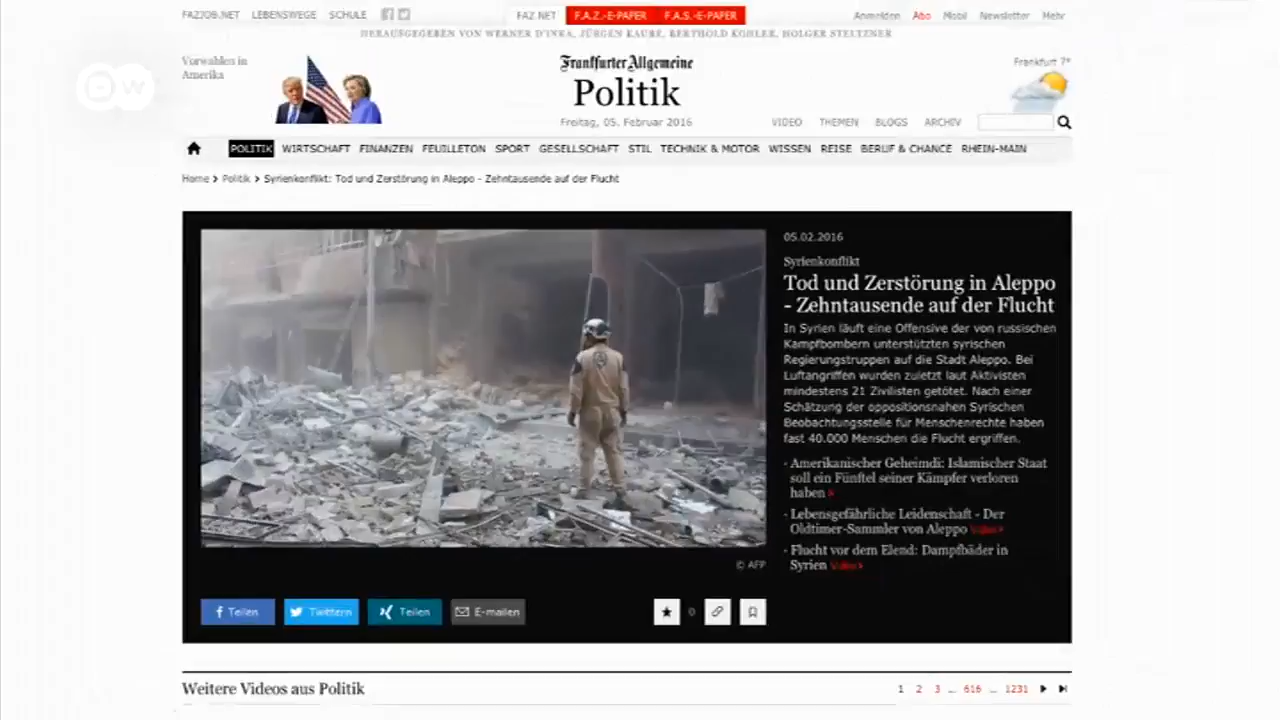 FAZJOB.NET LEBENSWEGE SCHULE
FAZ.NET F.A.Z.-E-PAPER F.A.S.-E-PAPER
Anmelden Abo Mobil Newsletter Mehr
HERAUSGEGEBEN VON WERNER D'INKA, JÜRGEN KAUBE, BERTHOLD KOHLER, HOLGER STELTZNER
Vorwahlen in
Amerika
DW
Frankfurter Allgemeine
Politik
Freitag, 05. Februar 2016
Frankfurt 7°
VIDEO THEMEN BLOGS ARCHIV
POLITIK WIRTSCHAFT FINANZEN FEUILLETON SPORT GESELLSCHAFT STIL TECHNIK & MOTOR WISSEN REISE BERUF & CHANCE RHEIN-MAIN
Home > Politik > Syrienkonflikt: Tod und Zerstörung in Aleppo - Zehntausende auf der Flucht
05.02.2016
Syrienkonflikt
Tod und Zerstörung in Aleppo
- Zehntausende auf der Flucht
In Syrien läuft eine Offensive der von russischen
Kampfbombern unterstützten syrischen
Regierungstruppen auf die Stadt Aleppo. Bei
Luftangriffen wurden zuletzt laut Aktivisten
mindestens 21 Zivilisten getötet. Nach einer
Schätzung der oppositionsnahen Syrischen
Beobachtungsstelle für Menschenrechte haben
fast 40.000 Menschen die Flucht ergriffen.
- Amerikanischer Geheimdi: Islamischer Staat
soll ein Fünftel seiner Kämpfer verloren
haben
- Lebensgefährliche Leidenschaft - Der
Oldtimer-Sammler von Aleppo Video
- Flucht vor dem Elend: Dampfbäder in
Syrien Video
© AFP
Teilen Twittern Teilen E-mailen 0
Weitere Videos aus Politik
1 2 3 ... 616 ... 1231